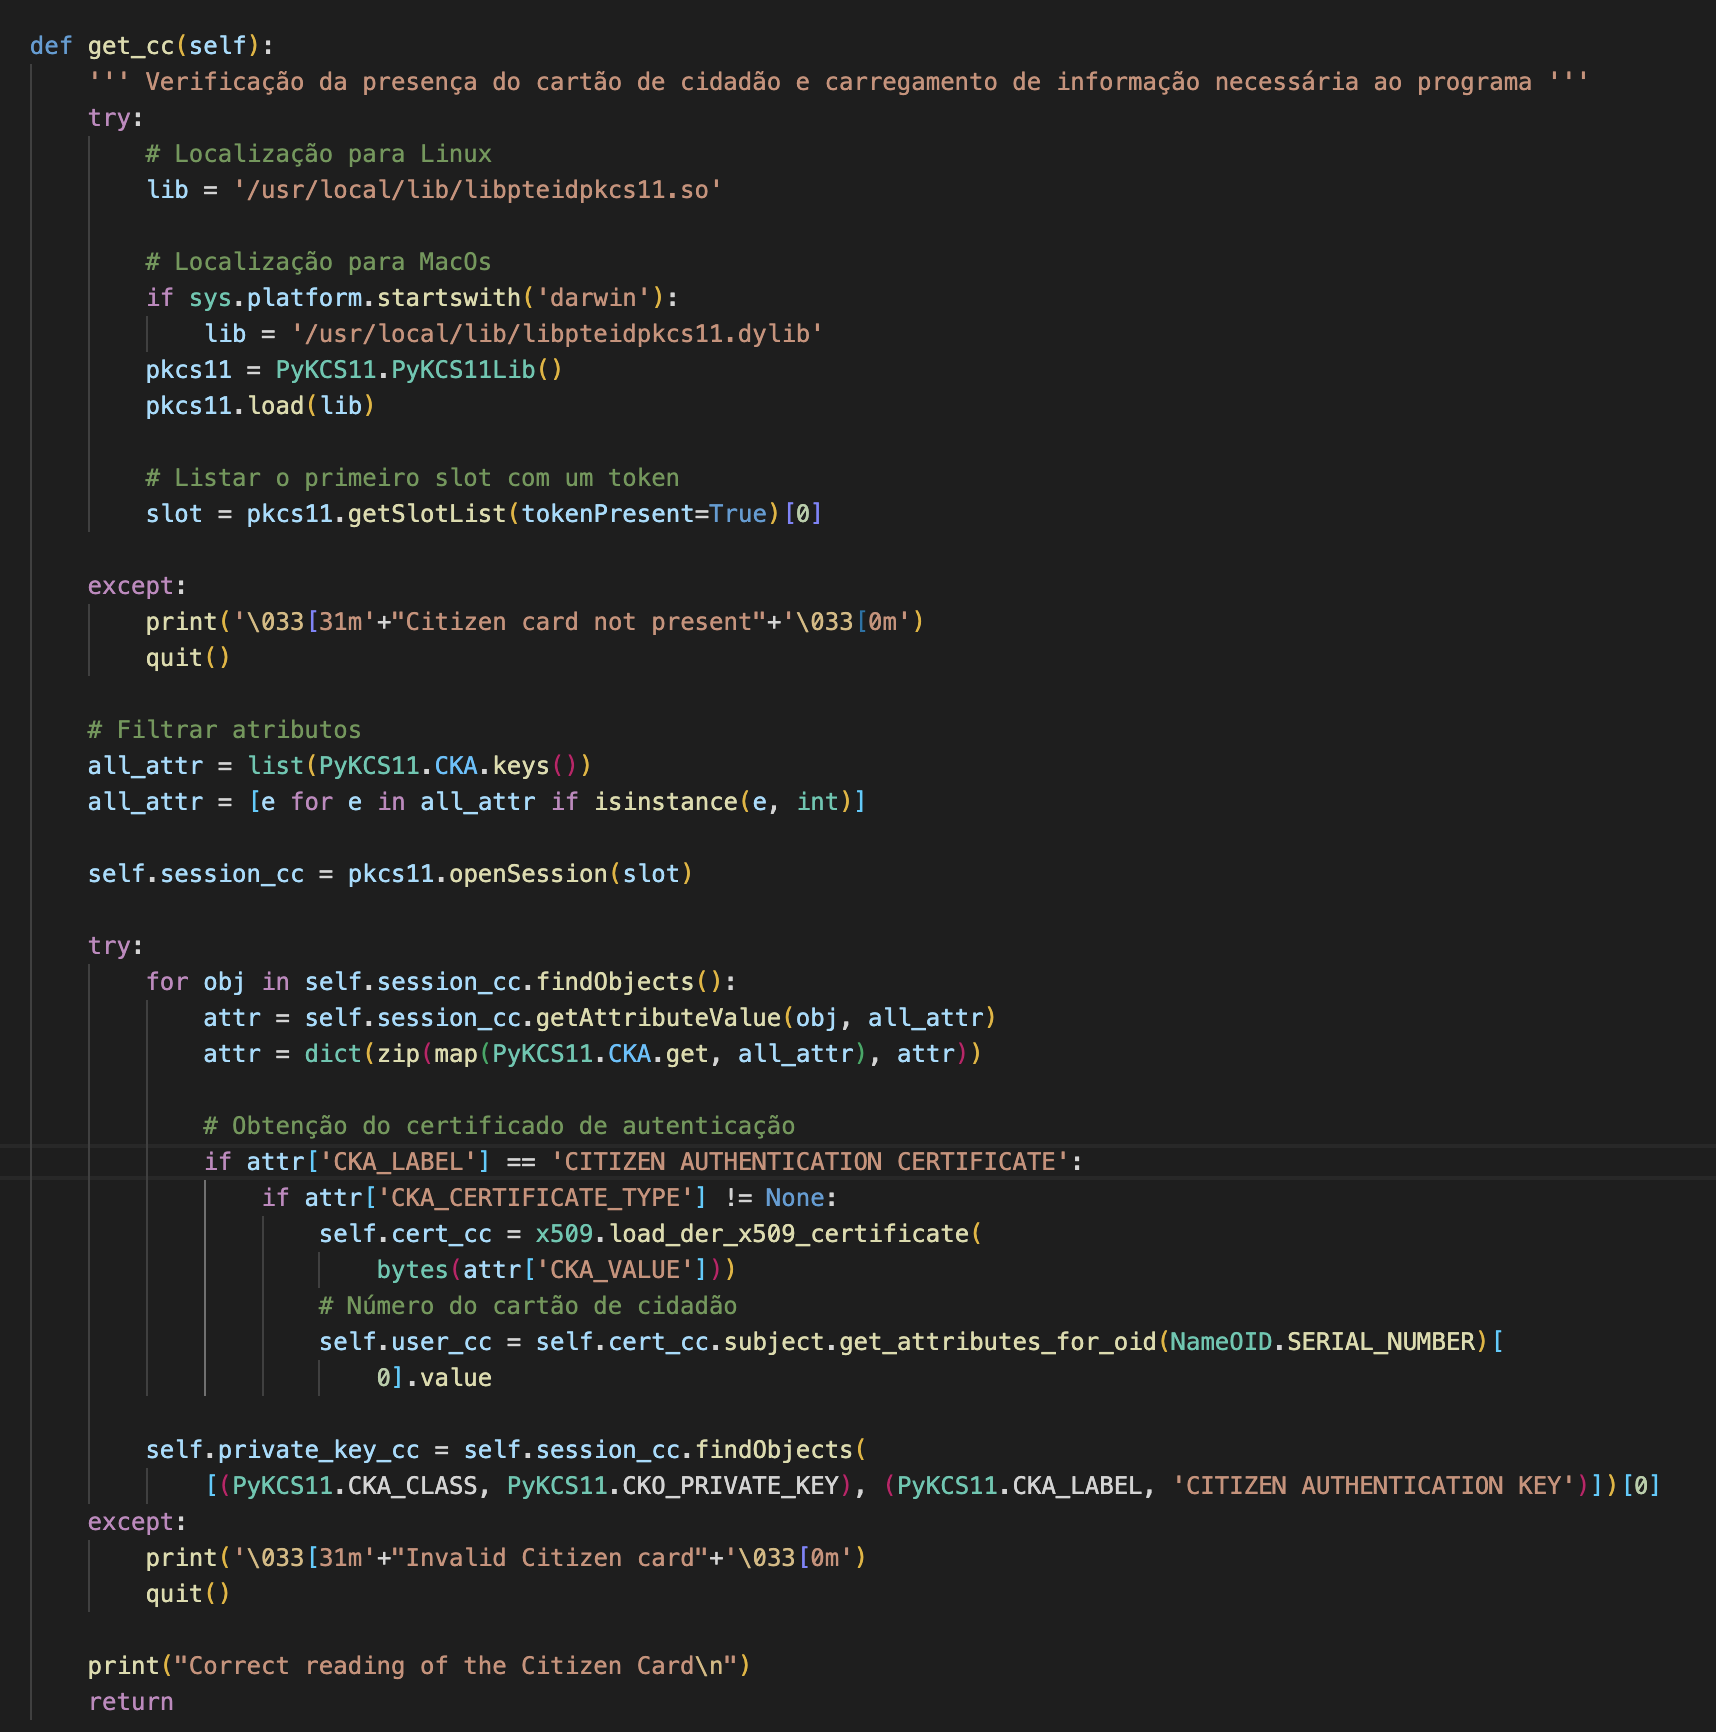 def get_cc(self):
    ''' Verificação da presença do cartão de cidadão e carregamento de informação necessária ao programa '''
    try:
        # Localização para Linux
        lib = '/usr/local/lib/libpteidpkcs11.so'

        # Localização para MacOs
        if sys.platform.startswith('darwin'):
            lib = '/usr/local/lib/libpteidpkcs11.dylib'
        pkcs11 = PyKCS11.PyKCS11Lib()
        pkcs11.load(lib)

        # Listar o primeiro slot com um token
        slot = pkcs11.getSlotList(tokenPresent=True)[0]

    except:
        print('\033[31m'+"Citizen card not present"+'\033[0m')
        quit()

    # Filtrar atributos
    all_attr = list(PyKCS11.CKA.keys())
    all_attr = [e for e in all_attr if isinstance(e, int)]

    self.session_cc = pkcs11.openSession(slot)

    try:
        for obj in self.session_cc.findObjects():
            attr = self.session_cc.getAttributeValue(obj, all_attr)
            attr = dict(zip(map(PyKCS11.CKA.get, all_attr), attr))

            # Obtenção do certificado de autenticação
            if attr['CKA_LABEL'] == 'CITIZEN AUTHENTICATION CERTIFICATE':
                if attr['CKA_CERTIFICATE_TYPE'] != None:
                    self.cert_cc = x509.load_der_x509_certificate(
                        bytes(attr['CKA_VALUE']))
                    # Número do cartão de cidadão
                    self.user_cc = self.cert_cc.subject.get_attributes_for_oid(NameOID.SERIAL_NUMBER)[
                        0].value

        self.private_key_cc = self.session_cc.findObjects(
            [(PyKCS11.CKA_CLASS, PyKCS11.CKO_PRIVATE_KEY), (PyKCS11.CKA_LABEL, 'CITIZEN AUTHENTICATION KEY')])[0]
    except:
        print('\033[31m'+"Invalid Citizen card"+'\033[0m')
        quit()

    print("Correct reading of the Citizen Card\n")
    return